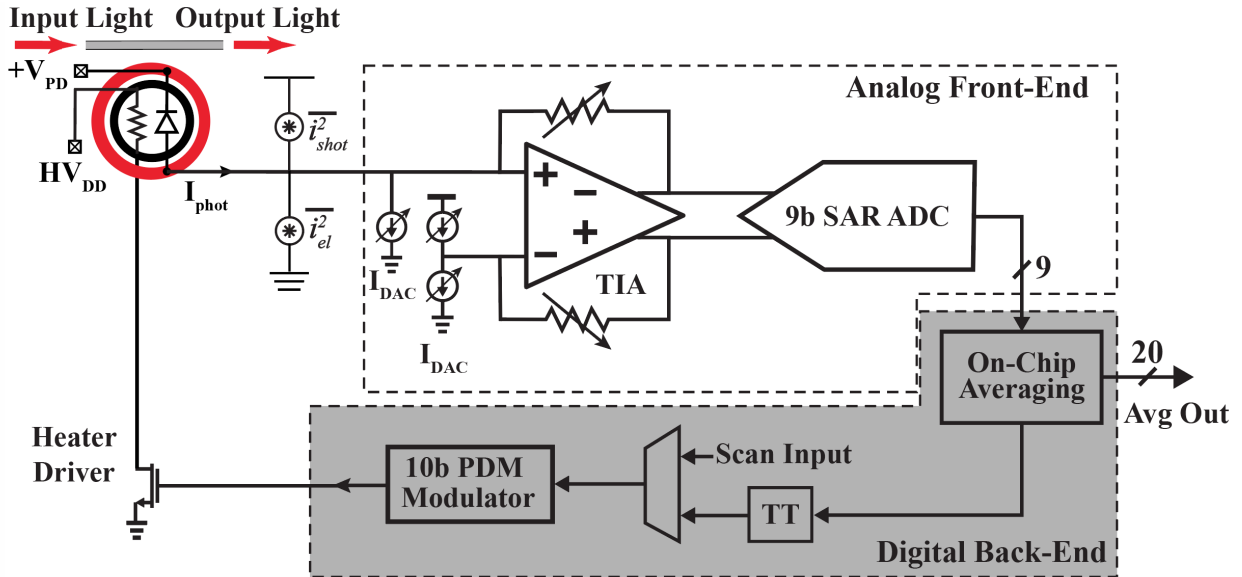 Input Light
Output Light
+V_PD
HV_DD
I_phot
i²_shot
i²_el
Analog Front-End
+
−
−
+
TIA
I_DAC
I_DAC
9b SAR ADC
9
On-Chip
Averaging
20
Avg Out
Heater
Driver
10b PDM
Modulator
Scan Input
TT
Digital Back-End